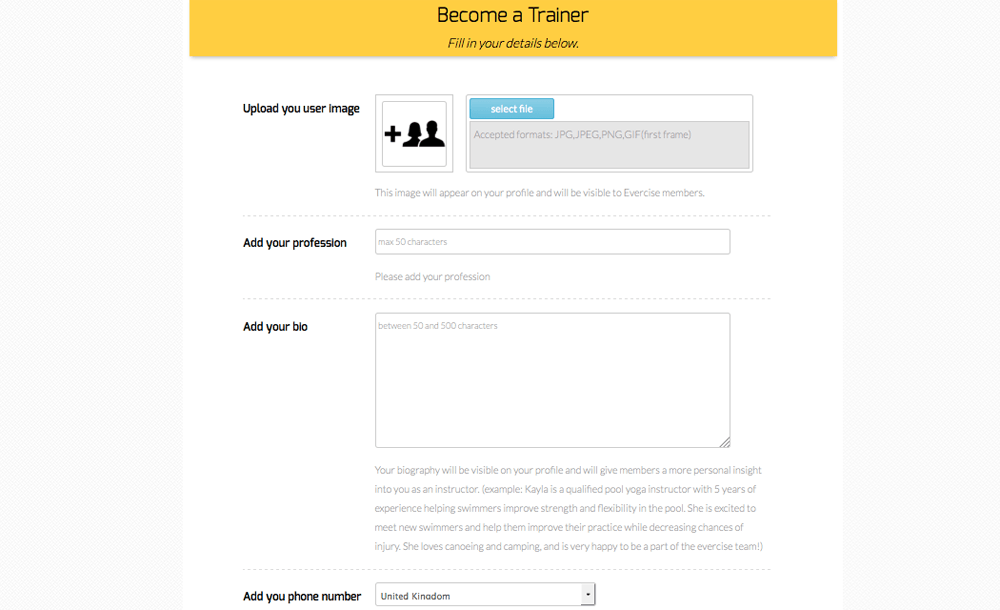 Become a Trainer
Fill in your details below.
Upload you user image
select file
Accepted formats: JPG,JPEG,PNG,GIF(first frame)
This image will appear on your profile and will be visible to Evercise members.
Add your profession
max 50 characters
Please add your profession
Add your bio
between 50 and 500 characters
Your biography will be visible on your profile and will give members a more personal insight
into you as an instructor. (example: Kayla is a qualified pool yoga instructor with 5 years of
experience helping swimmers improve strength and flexibility in the pool. She is excited to
meet new swimmers and help them improve their practice while decreasing chances of
injury. She loves canoeing and camping, and is very happy to be a part of the evercise team!)
Add you phone number
United Kingdom